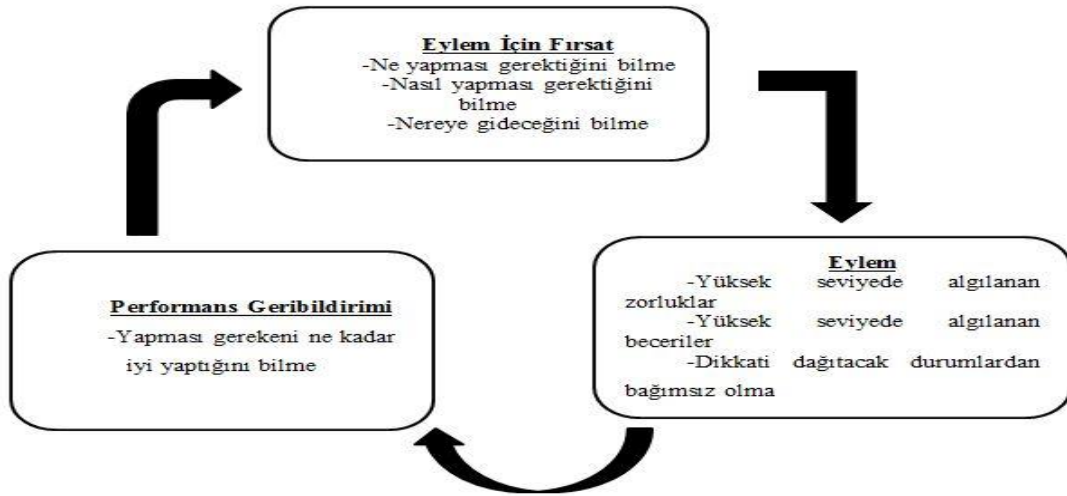 Eylem İçin Fırsat
-Ne yapması gerektiğini bilme
-Nasıl yapması gerektiğini
bilme
-Nereye gideceğini bilme
Eylem
-Yüksek seviyede algılanan
zorluklar
-Yüksek seviyede algılanan
beceriler
-Dikkati dağıtacak durumlardan
bağımsız olma
Performans Geribildirimi
-Yapması gerekeni ne kadar
iyi yaptığını bilme